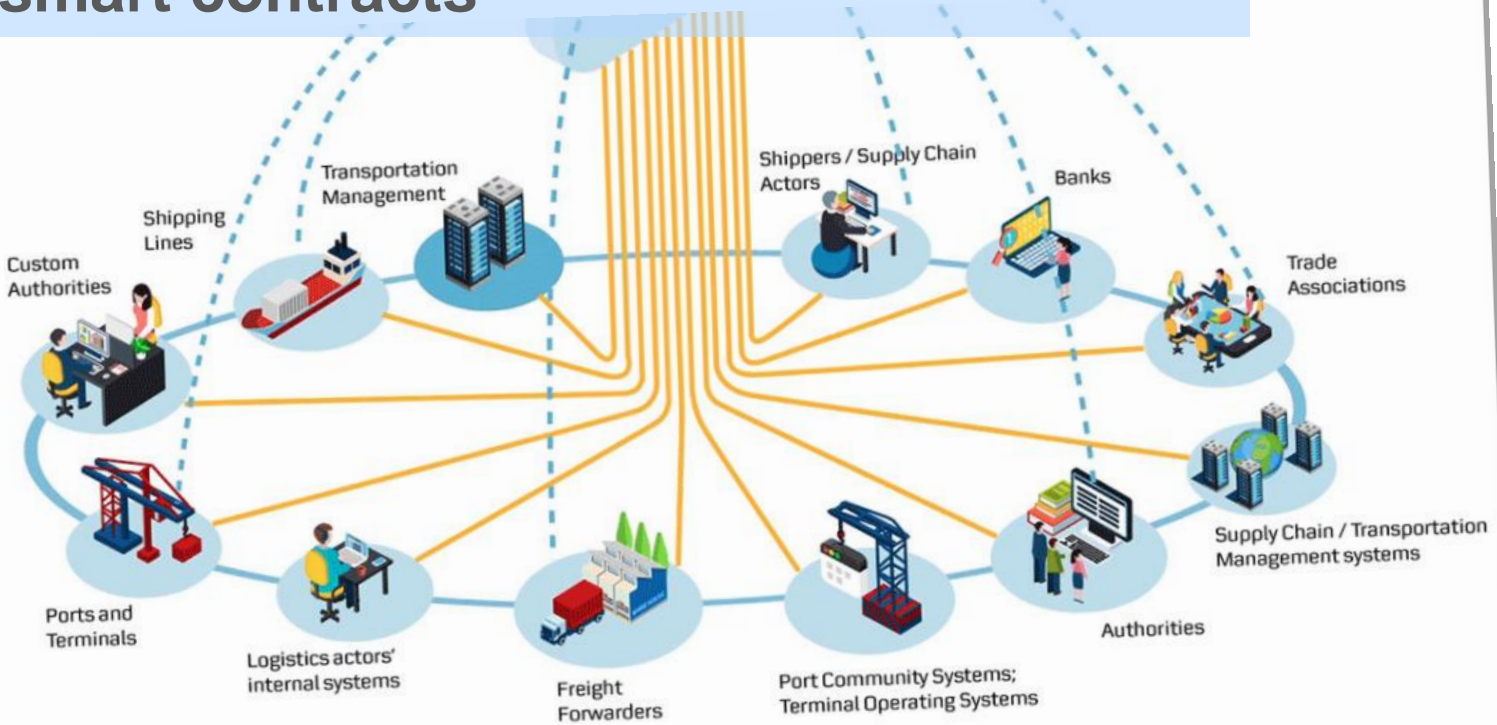 smart contracts
Transportation
Management
Shippers / Supply Chain
Actors
Banks
Shipping
Lines
Custom
Authorities
Trade
Associations
Supply Chain / Transportation
Management systems
Ports and
Terminals
Authorities
Logistics actors'
internal systems
Freight
Forwarders
Port Community Systems;
Terminal Operating Systems